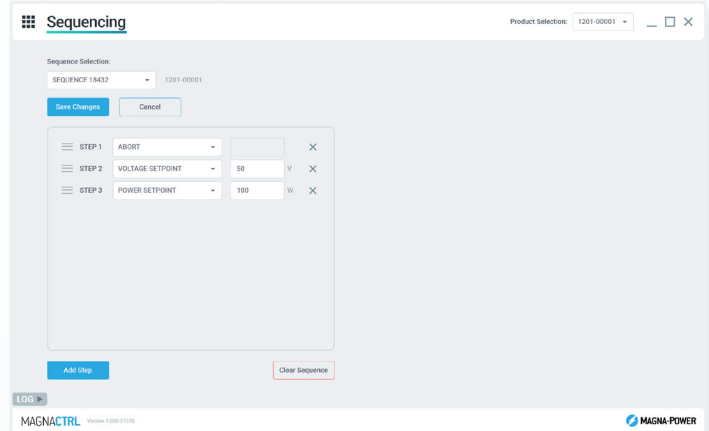 Sequencing
Product Selection: 1201-00001
Sequence Selection:
SEQUENCE 18432 1201-00001
Save Changes Cancel
STEP 1 ABORT
STEP 2 VOLTAGE SETPOINT 50 V
STEP 3 POWER SETPOINT 100 W
Add Step Clear Sequence
LOG
MAGNACTRL MAGNA-POWER